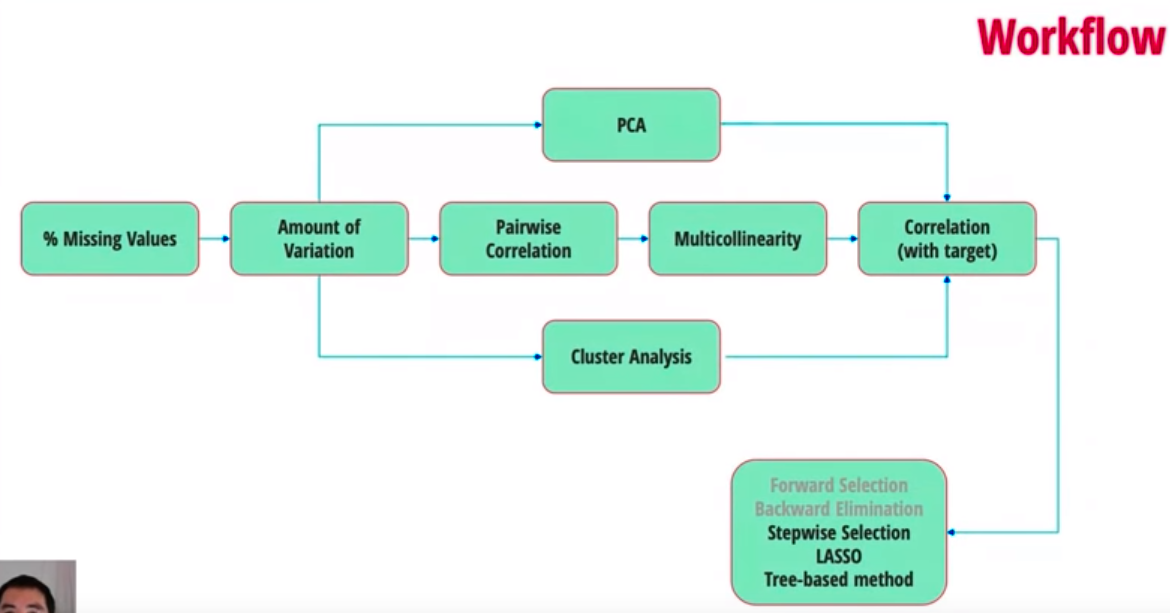 Workflow
PCA
% Missing Values
Amount of
Variation
Pairwise
Correlation
Multicollinearity
Correlation
(with target)
Cluster Analysis
Forward Selection
Backward Elimination
Stepwise Selection
LASSO
Tree-based method